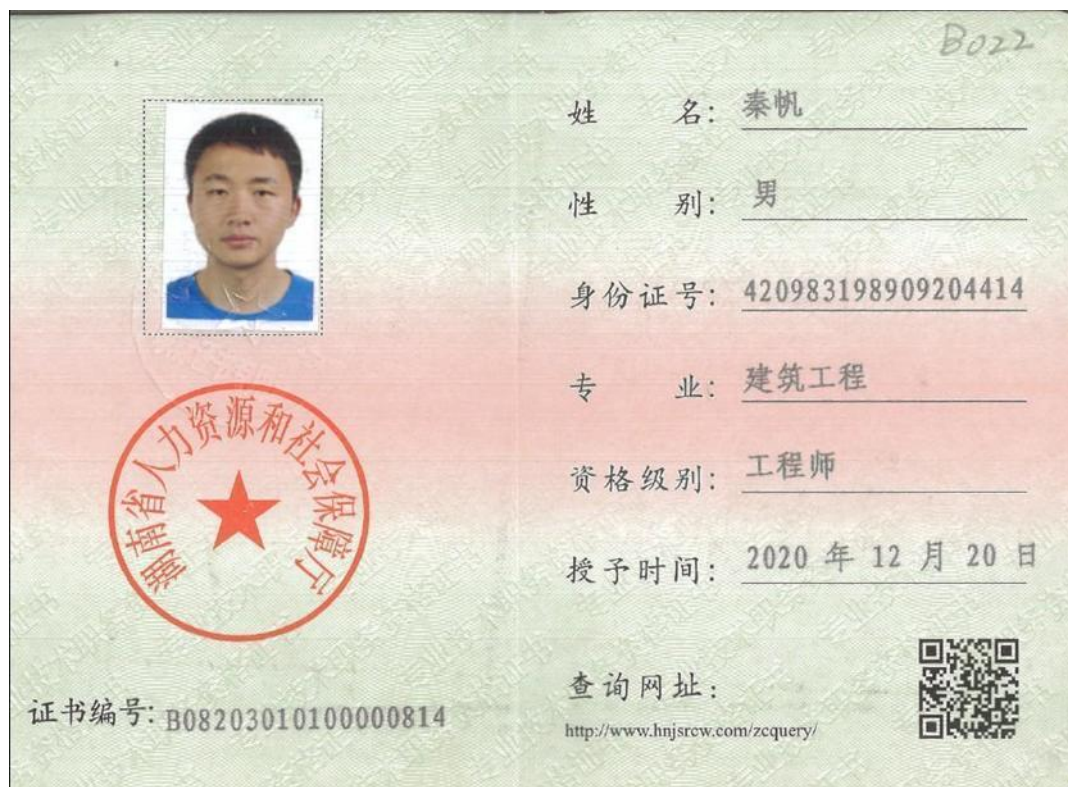 B022
姓 名: 秦帆
性 别: 男
身份证号: 420983198909204414
专 业: 建筑工程
资格级别: 工程师
授予时间: 2020 年 12 月 20 日
湖南省人力资源和社会保障厅
证书编号: B08203010100000814
查询网址:
http://www.hnjsrcw.com/zcquery/